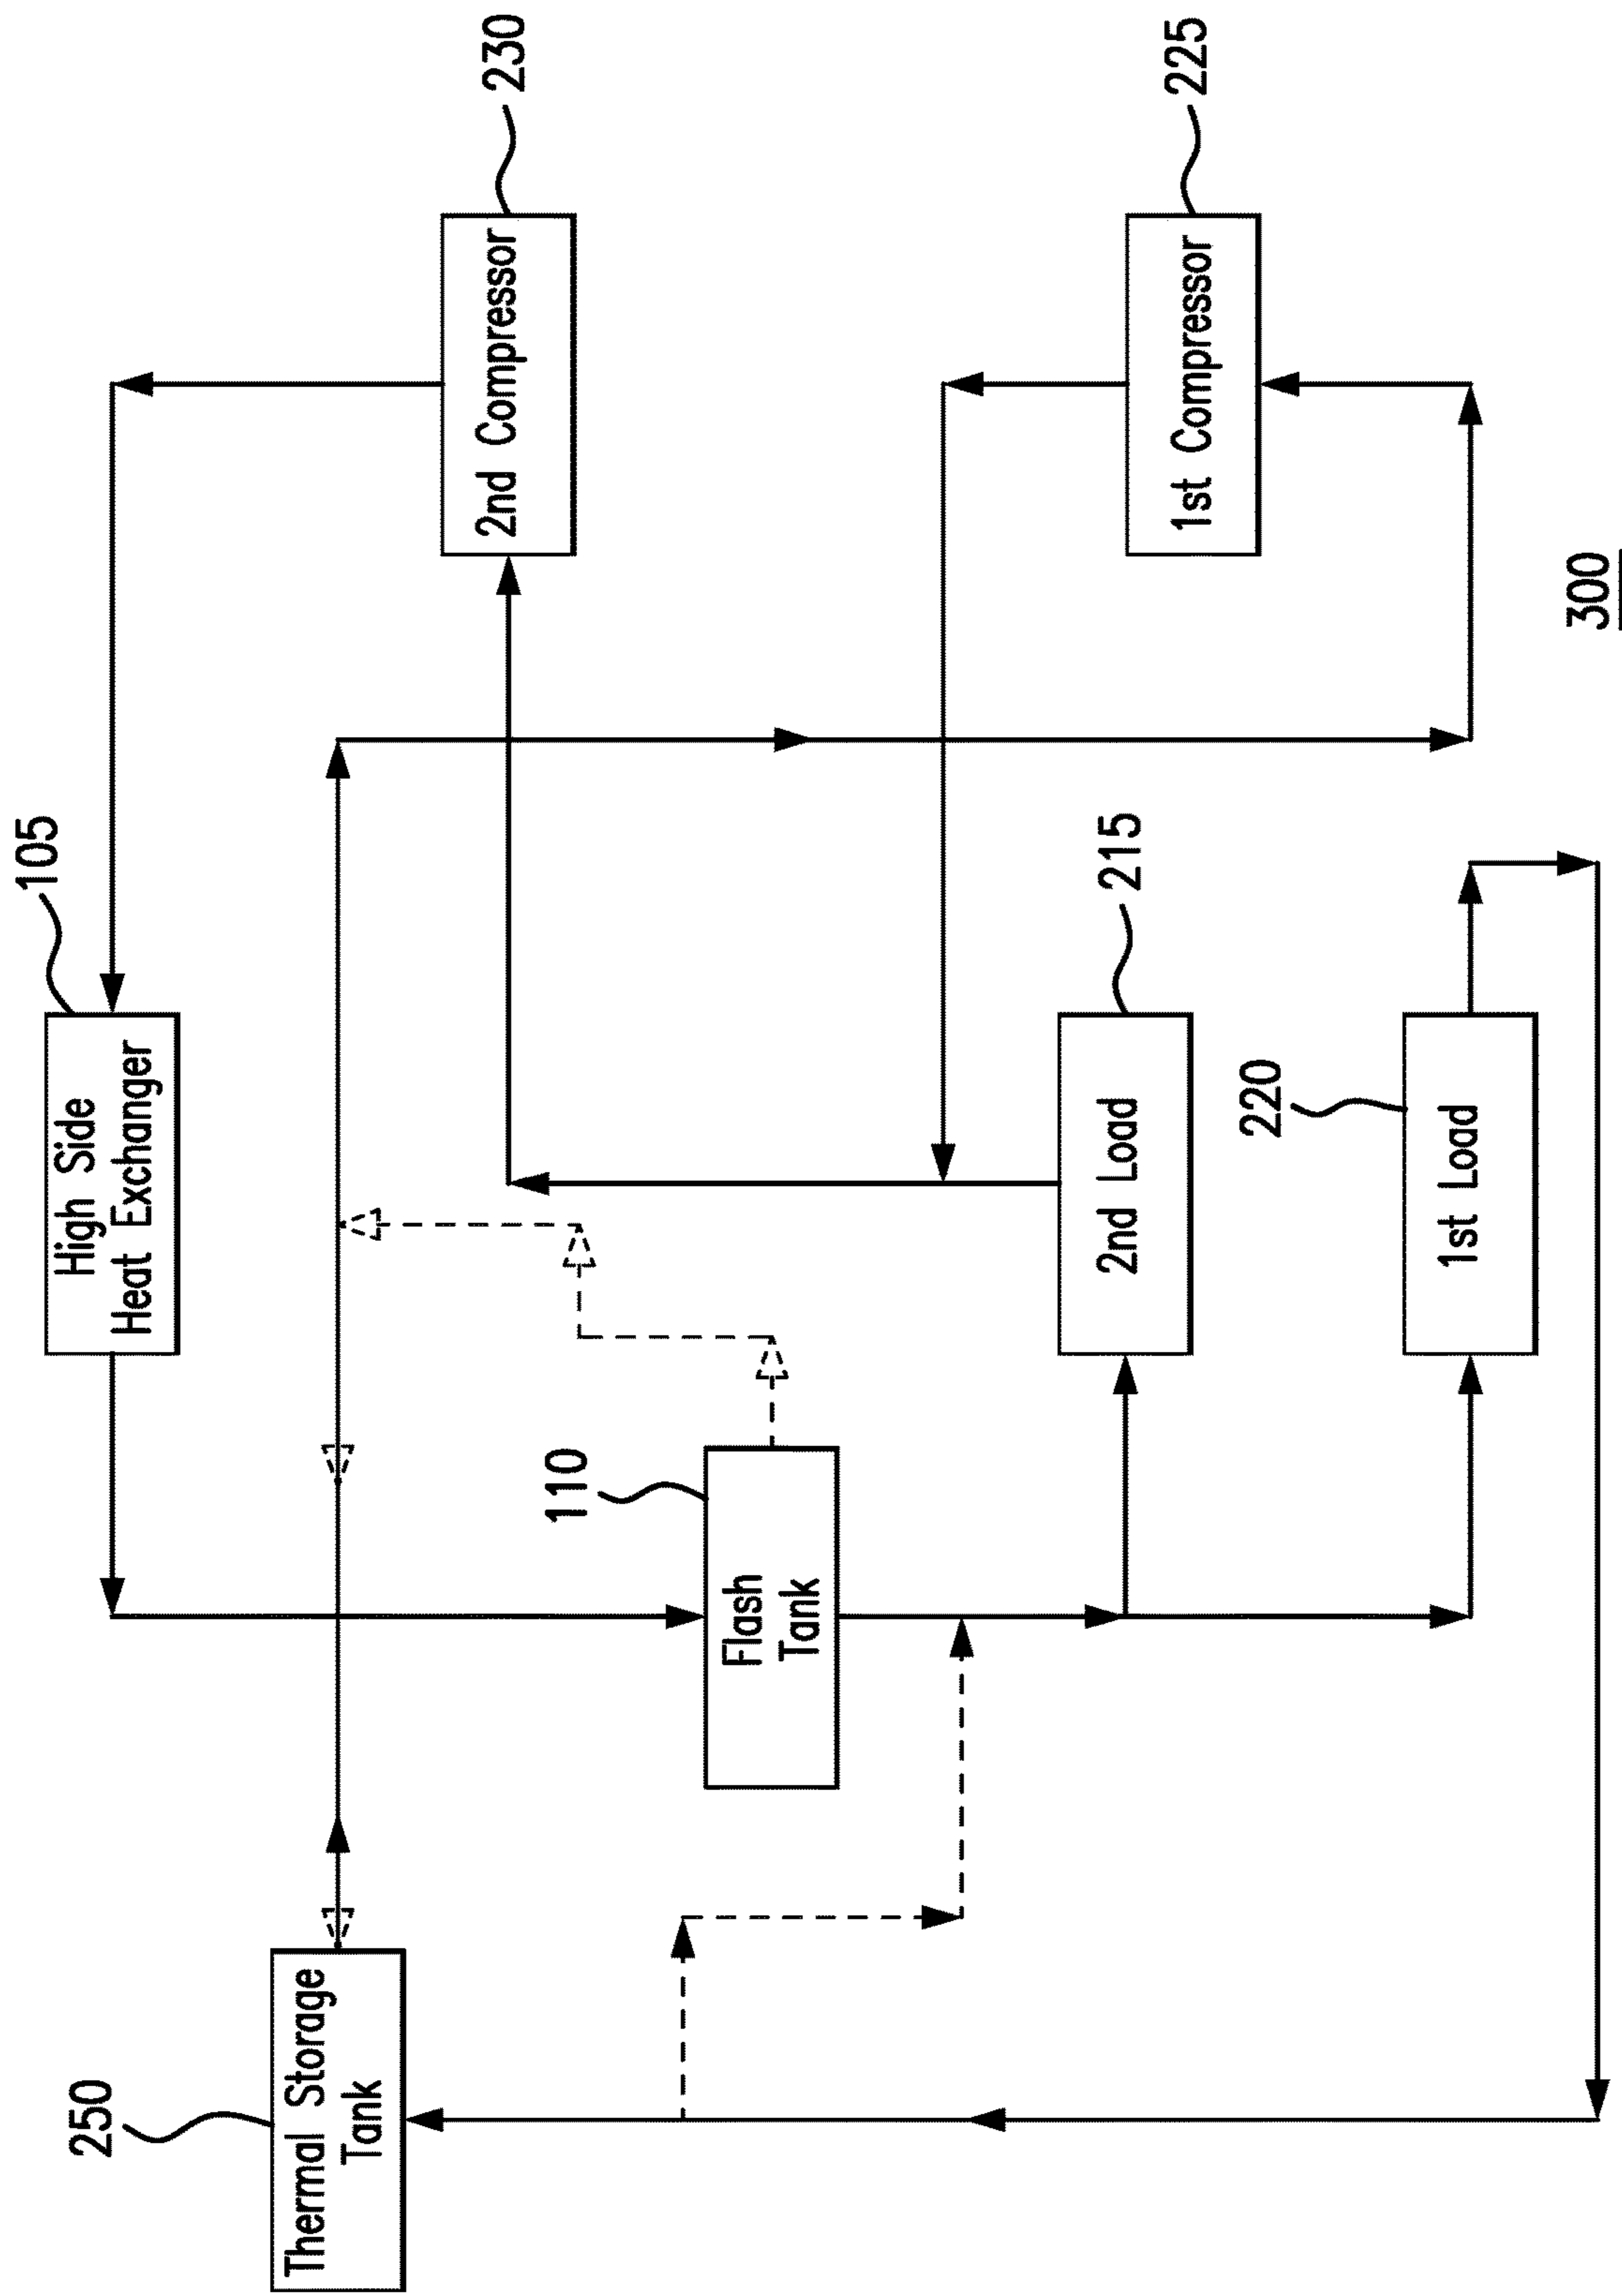 105
High Side
Heat Exchanger
250
Thermal Storage
Tank
230
2nd Compressor
110
Flash
Tank
215
2nd Load
225
1st Compressor
220
1st Load
300